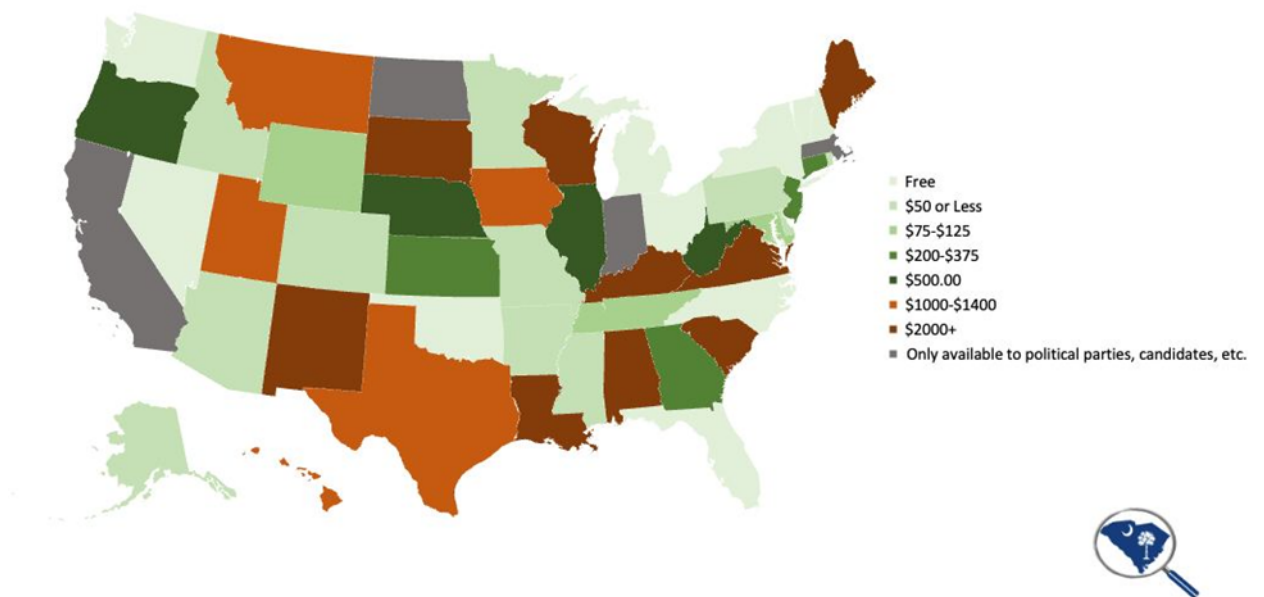 Free
$50 or Less
$75-$125
$200-$375
$500.00
$1000-$1400
$2000+
Only available to political parties, candidates, etc.